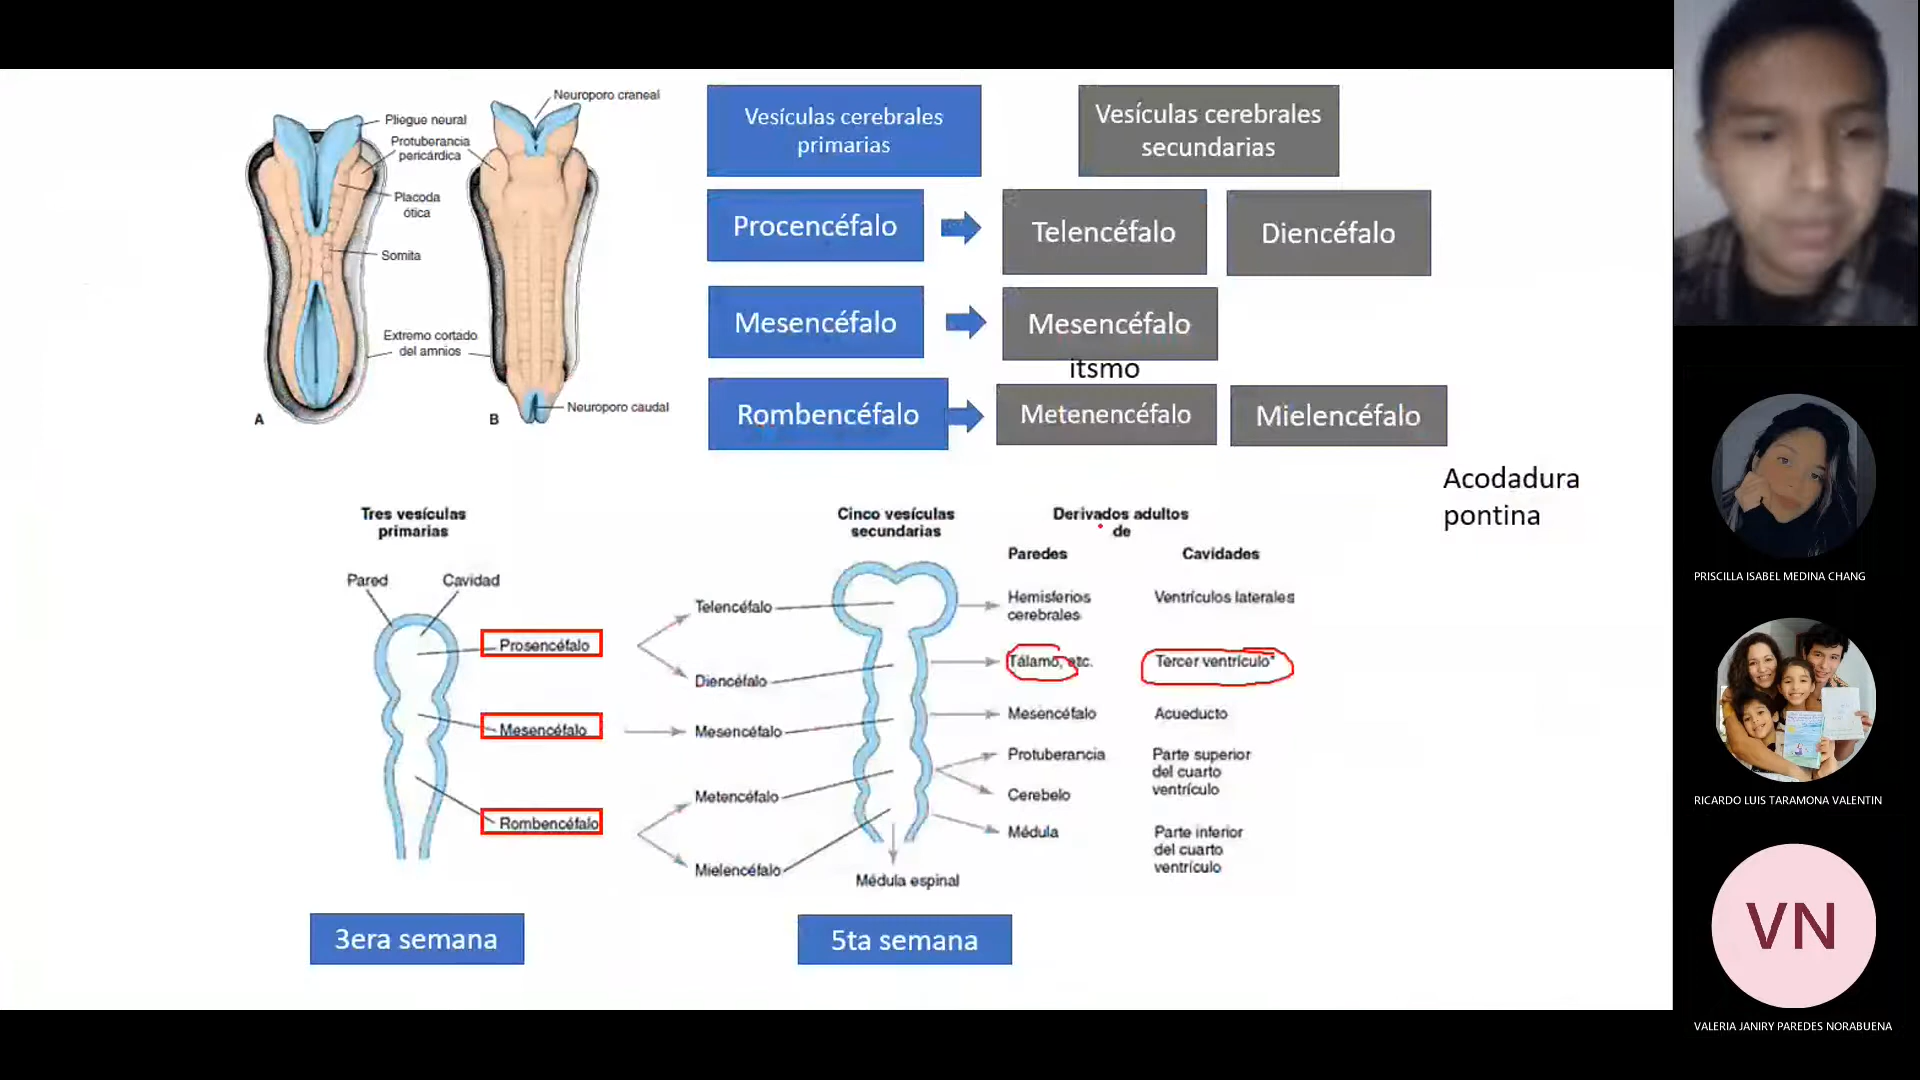 Neuroporo craneal
Pliegue neural
Protuberancia
pericárdica
Placoda
ótica
Somita
Extremo cortado
del amnios
Neuroporo caudal
A
B
Vesículas cerebrales
primarias
Vesículas cerebrales
secundarias
Procencéfalo
Telencéfalo
Diencéfalo
Mesencéfalo
Mesencéfalo
itsmo
Rombencéfalo
Metenencéfalo
Mielencéfalo
Acodadura
pontina
Tres vesículas
primarias
Pared
Cavidad
Prosencéfalo
Mesencéfalo
Rombencéfalo
Telencéfalo
Diencéfalo
Mesencéfalo
Metencéfalo
Mielencéfalo
Cinco vesículas
secundarias
Médula espinal
Derivados adultos
de
Paredes
Cavidades
Hemisferios
cerebrales
Ventrículos laterales
Tálamo, etc.
Tercer ventrículo*
Mesencéfalo
Acueducto
Protuberancia
Parte superior
del cuarto
ventrículo
Cerebelo
Médula
Parte inferior
del cuarto
ventrículo
3era semana
5ta semana
PRISCILLA ISABEL MEDINA CHANG
RICARDO LUIS TARAMONA VALENTIN
VN
VALERIA JANIRY PAREDES NORABUENA